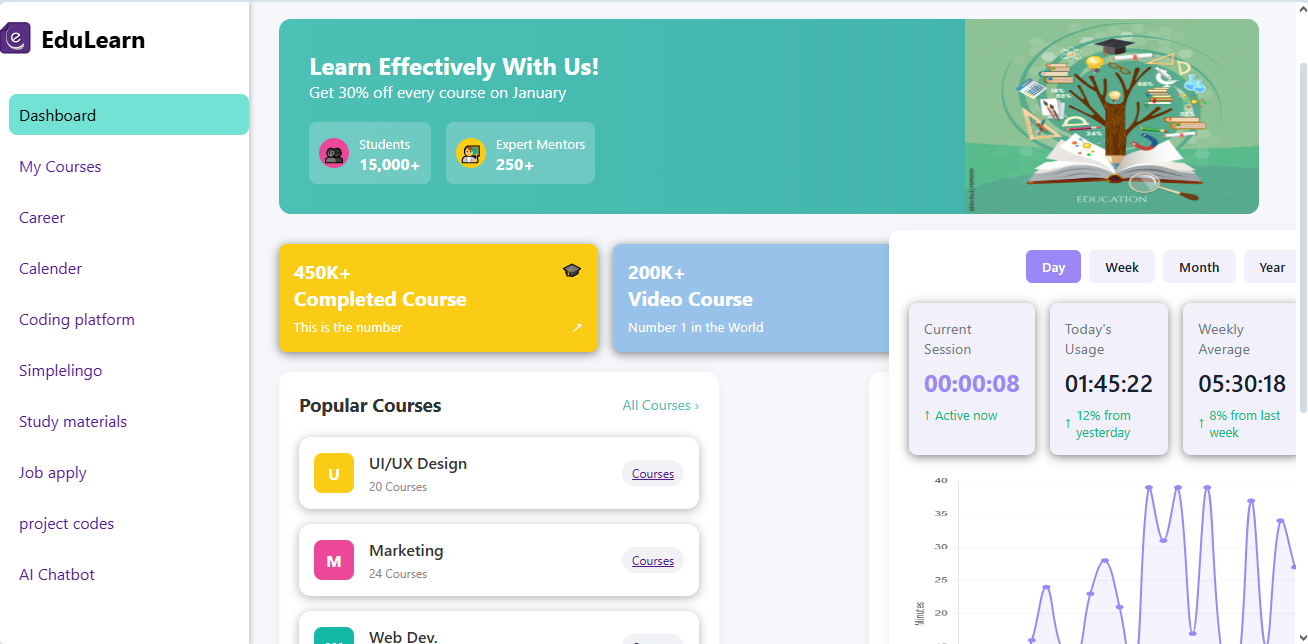 EduLearn
Dashboard
My Courses
Career
Calender
Coding platform
Simplelingo
Study materials
Job apply
project codes
AI Chatbot
Learn Effectively With Us!
Get 30% off every course on January
Students
15,000+
Expert Mentors
250+
EDUCATION
450K+
Completed Course
This is the number
↗
200K+
Video Course
Number 1 in the World
Day
Week
Month
Year
Current
Session
00:00:08
↑ Active now
Today's
Usage
01:45:22
↑ 12% from
yesterday
Weekly
Average
05:30:18
↑ 8% from last
week
Popular Courses
All Courses ›
U
UI/UX Design
20 Courses
Courses
M
Marketing
24 Courses
Courses
Web Dev.
40
35
30
25
20
Minutes